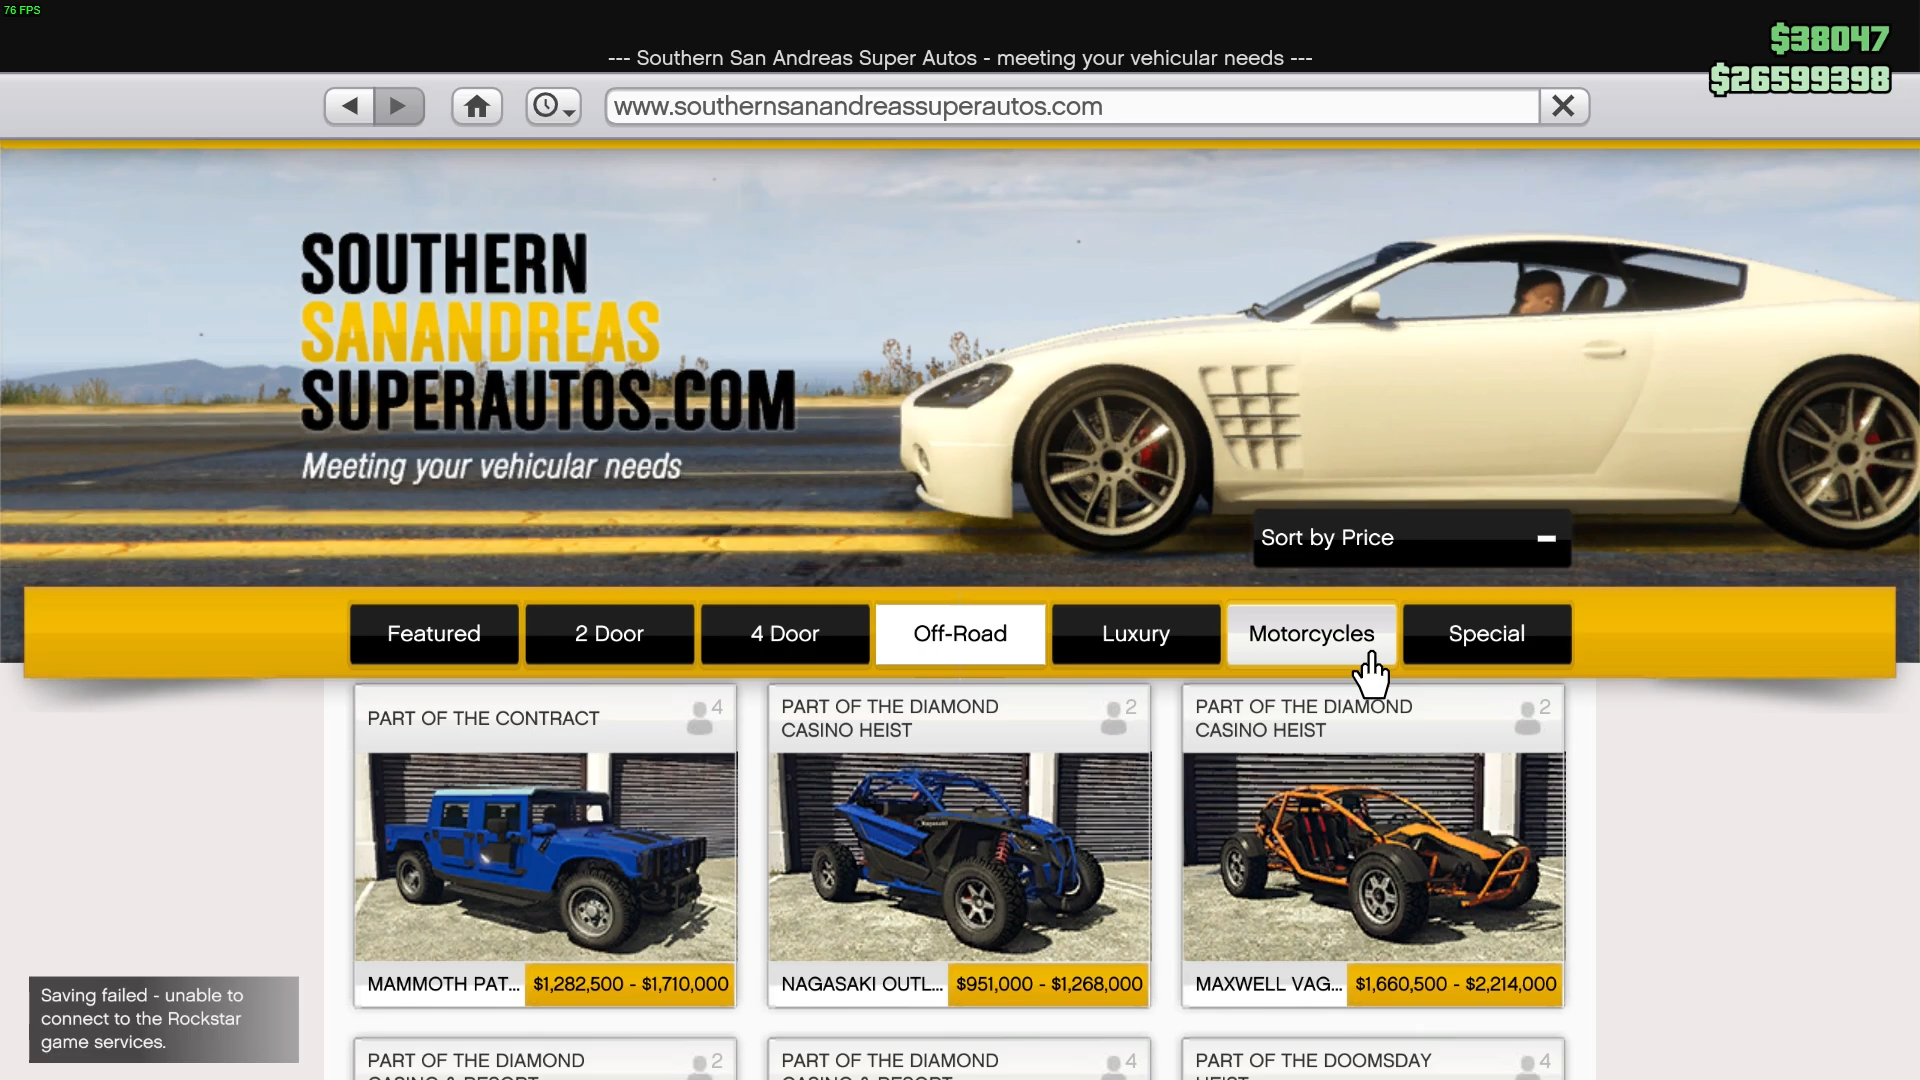 76 FPS
--- Southern San Andreas Super Autos - meeting your vehicular needs ---
$38047
$26599398
www.southernsanandreassuperautos.com
SOUTHERN
SANANDREAS
SUPERAUTOS.COM
Meeting your vehicular needs
Sort by Price
Featured
2 Door
4 Door
Off-Road
Luxury
Motorcycles
Special
PART OF THE CONTRACT
4
PART OF THE DIAMOND
CASINO HEIST
2
PART OF THE DIAMOND
CASINO HEIST
2
MAMMOTH PAT... $1,282,500 - $1,710,000
NAGASAKI OUTL... $951,000 - $1,268,000
MAXWELL VAG... $1,660,500 - $2,214,000
Saving failed - unable to
connect to the Rockstar
game services.
PART OF THE DIAMOND
CASINO & RESORT
2
PART OF THE DIAMOND
CASINO & RESORT
4
PART OF THE DOOMSDAY
HEIST
4